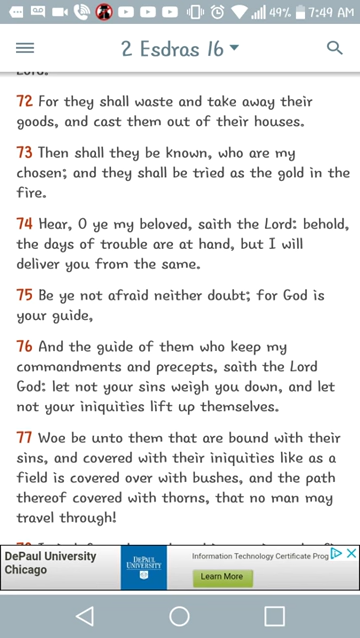 49% 7:49 AM
2 Esdras 16
Lord.
72 For they shall waste and take away their
goods, and cast them out of their houses.
73 Then shall they be known, who are my
chosen; and they shall be tried as the gold in the
fire.
74 Hear, O ye my beloved, saith the Lord: behold,
the days of trouble are at hand, but I will
deliver you from the same.
75 Be ye not afraid neither doubt; for God is
your guide,
76 And the guide of them who keep my
commandments and precepts, saith the Lord
God: let not your sins weigh you down, and let
not your iniquities lift up themselves.
77 Woe be unto them that are bound with their
sins, and covered with their iniquities like as a
field is covered over with bushes, and the path
thereof covered with thorns, that no man may
travel through!
DePaul University
Chicago
DEPAUL
UNIVERSITY
Information Technology Certificate Prog
Learn More